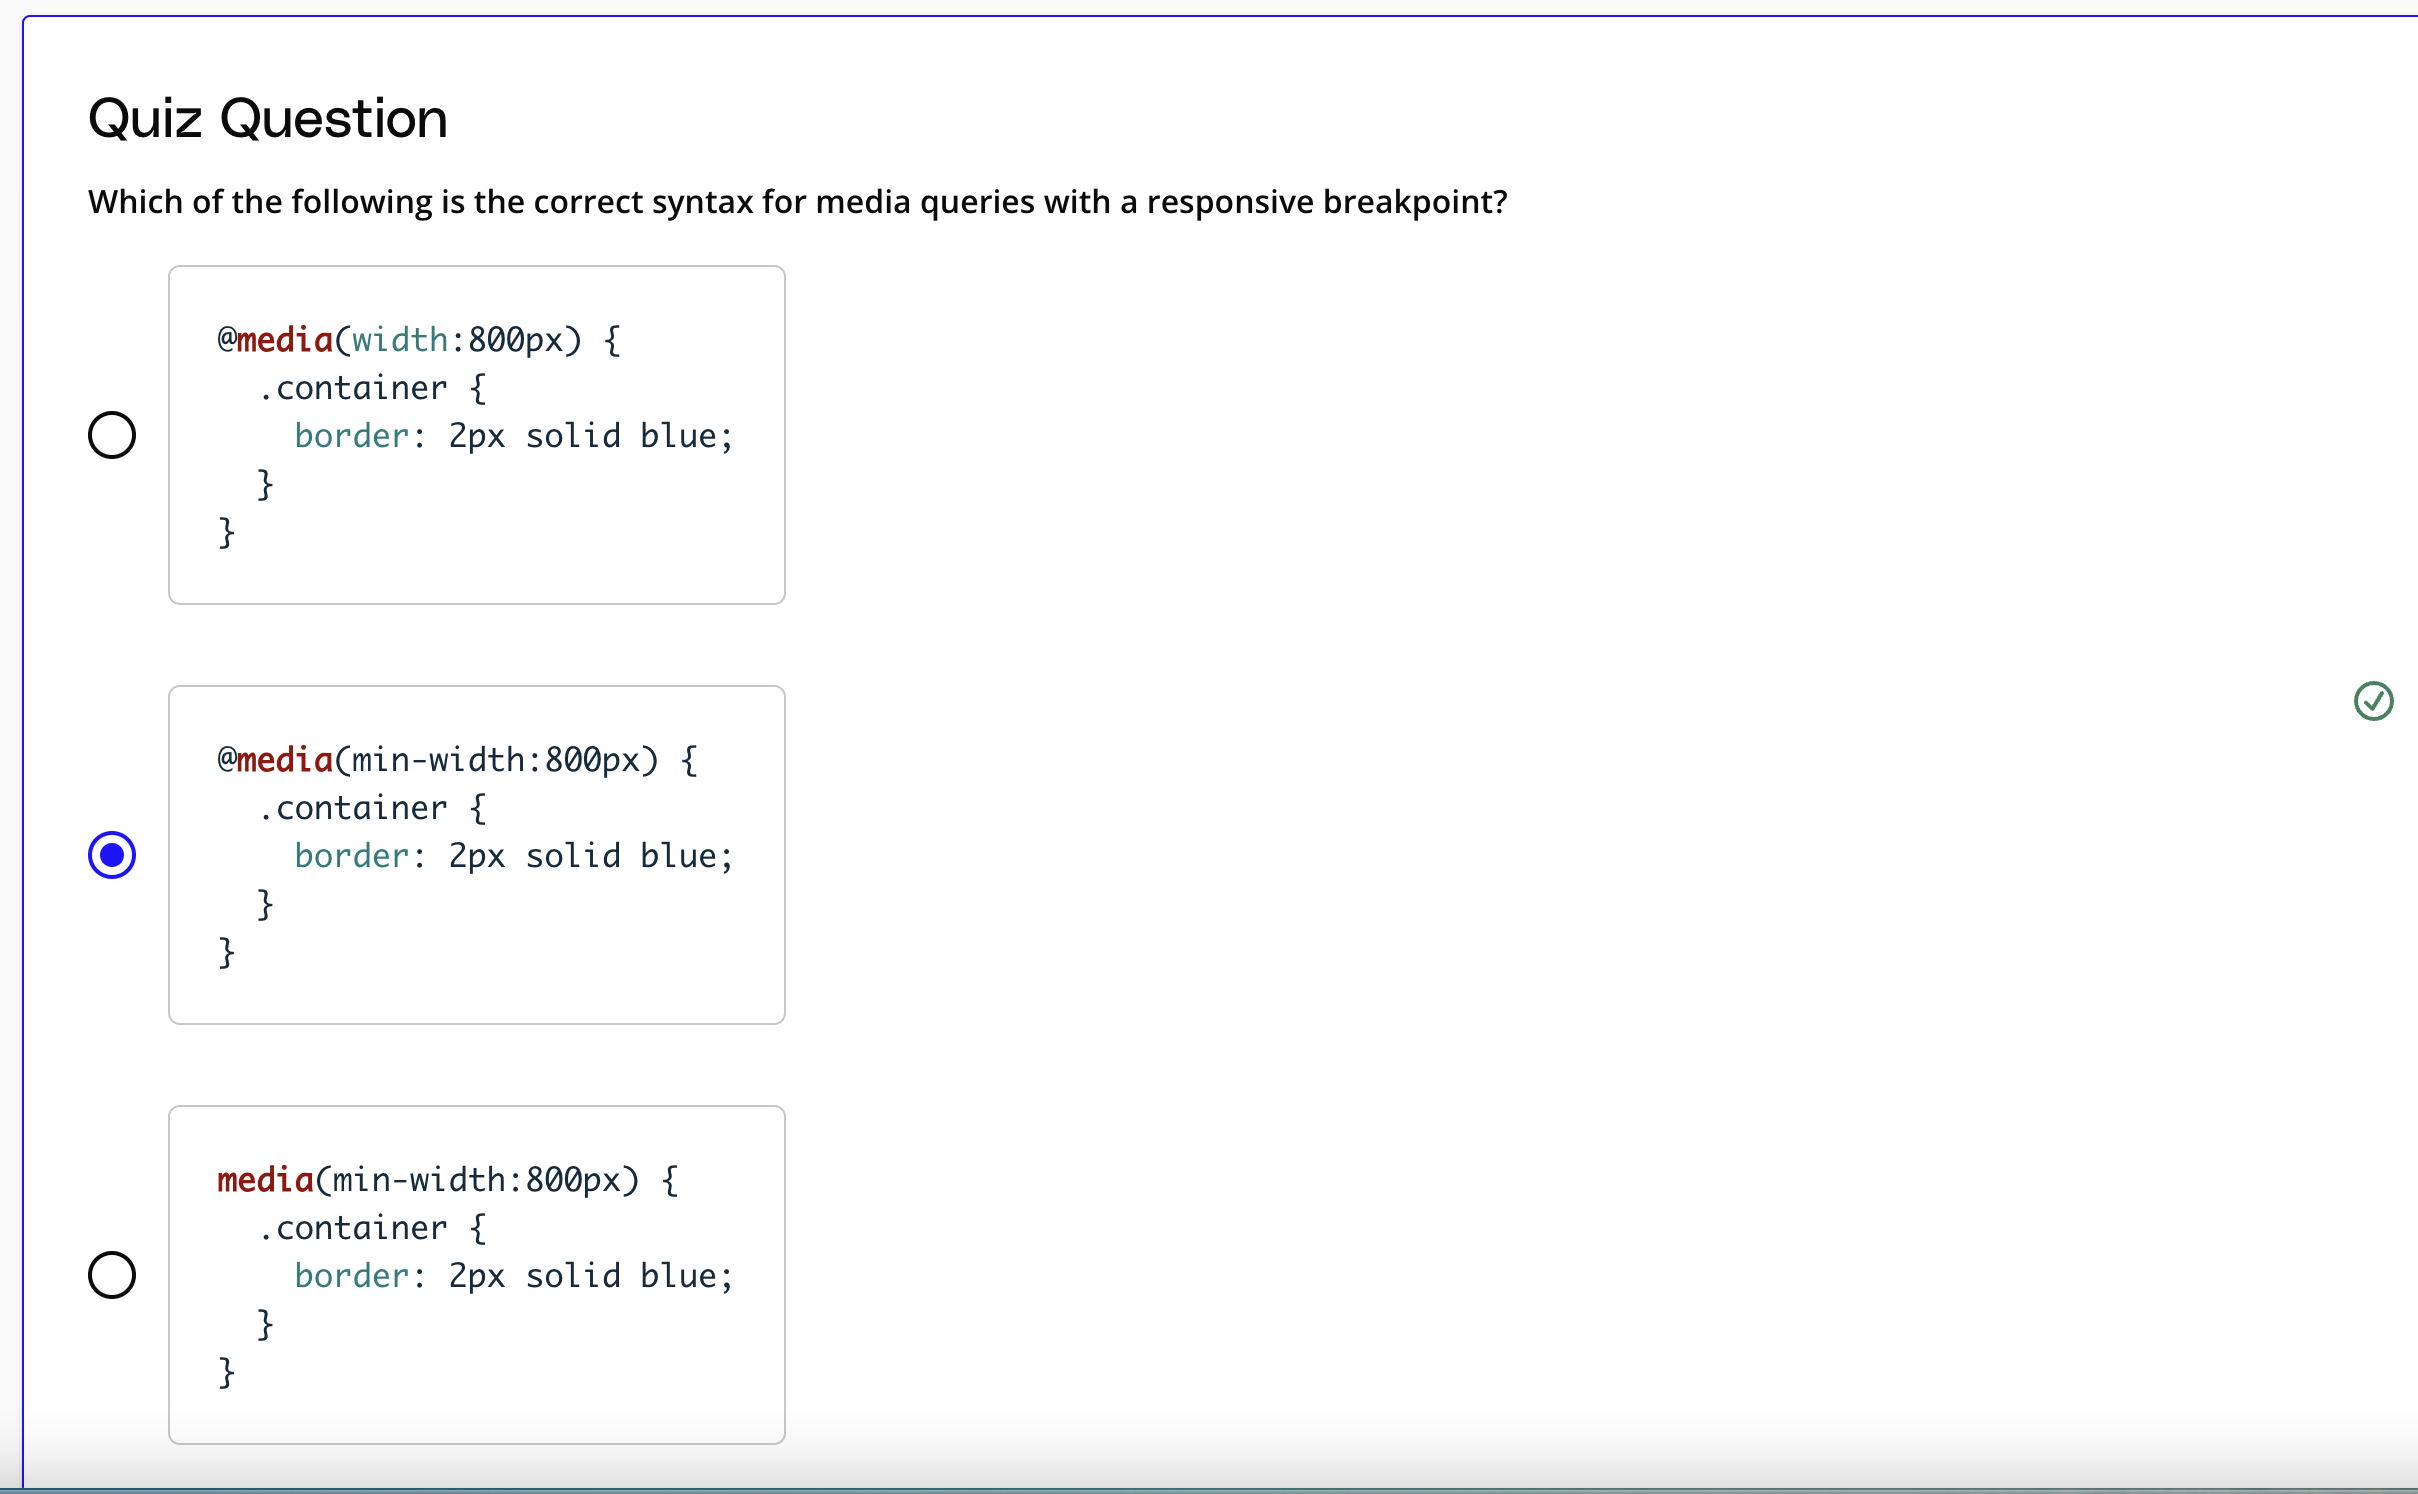 Quiz Question
Which of the following is the correct syntax for media queries with a responsive breakpoint?
@media(width:800px) {
  .container {
    border: 2px solid blue;
  }
}
@media(min-width:800px) {
  .container {
    border: 2px solid blue;
  }
}
media(min-width:800px) {
  .container {
    border: 2px solid blue;
  }
}